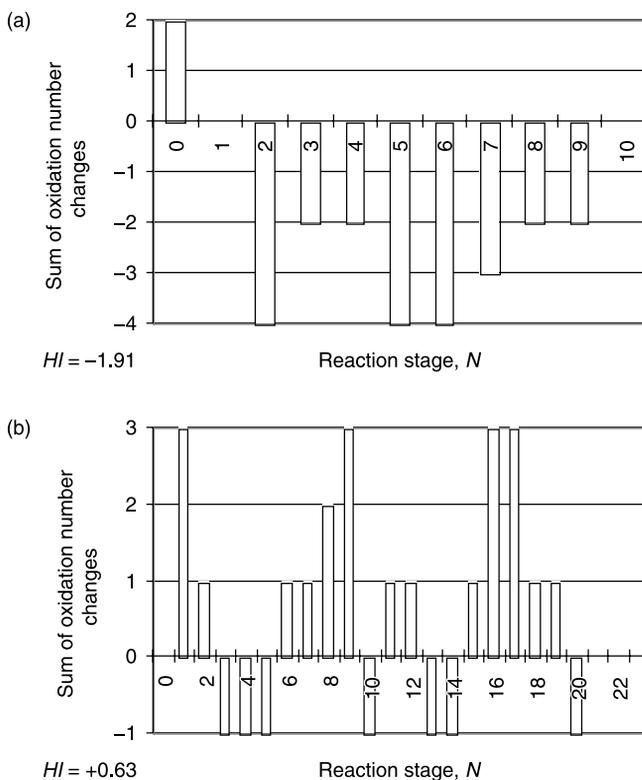 (a)
2
1
0
−1
−2
−3
−4
Sum of oxidation number
changes
0 1 2 3 4 5 6 7 8 9 10
HI = −1.91 Reaction stage, N
(b)
3
2
1
0
−1
Sum of oxidation number
changes
0 2 4 6 8 10 12 14 16 18 20 22
HI = +0.63 Reaction stage, N